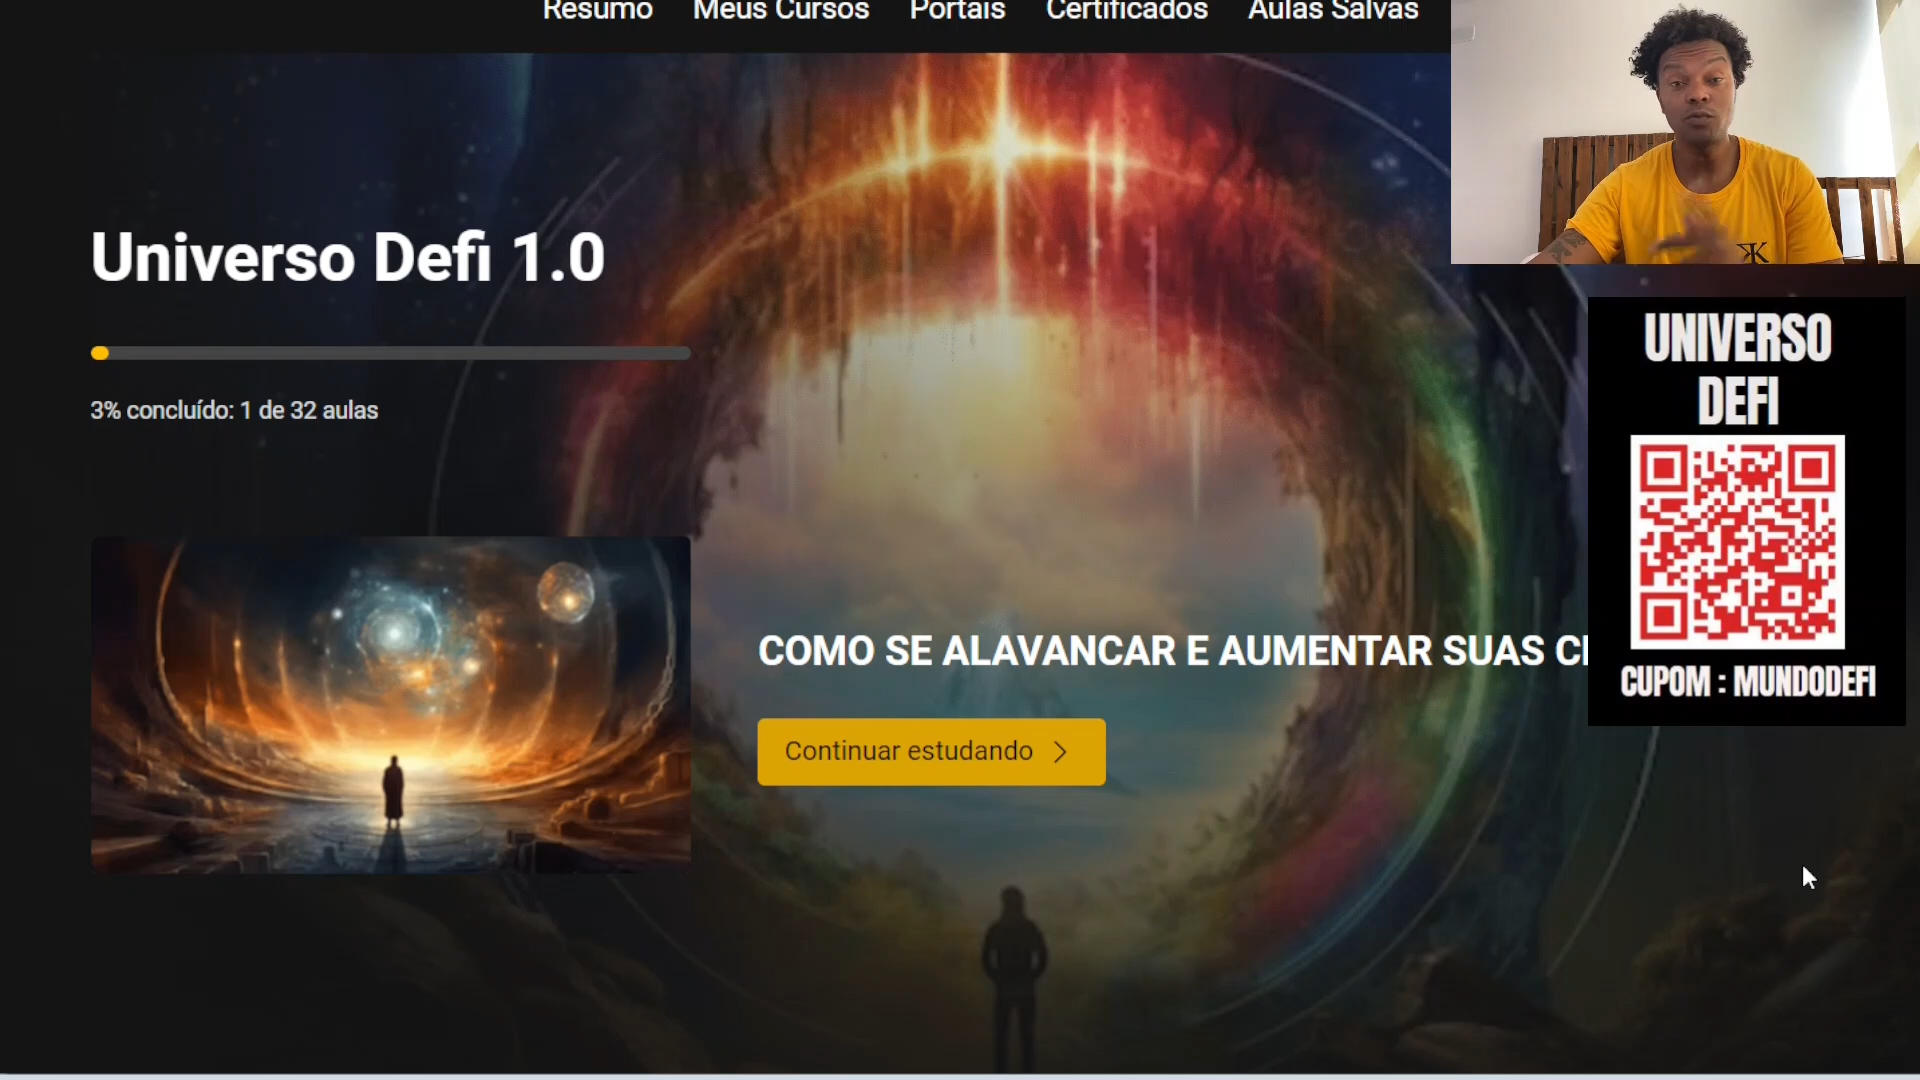 Resumo Meus Cursos Portais Certificados Aulas Salvas
Universo Defi 1.0
3% concluído: 1 de 32 aulas
COMO SE ALAVANCAR E AUMENTAR SUAS
Continuar estudando
UNIVERSO
DEFI
CUPOM : MUNDODEFI